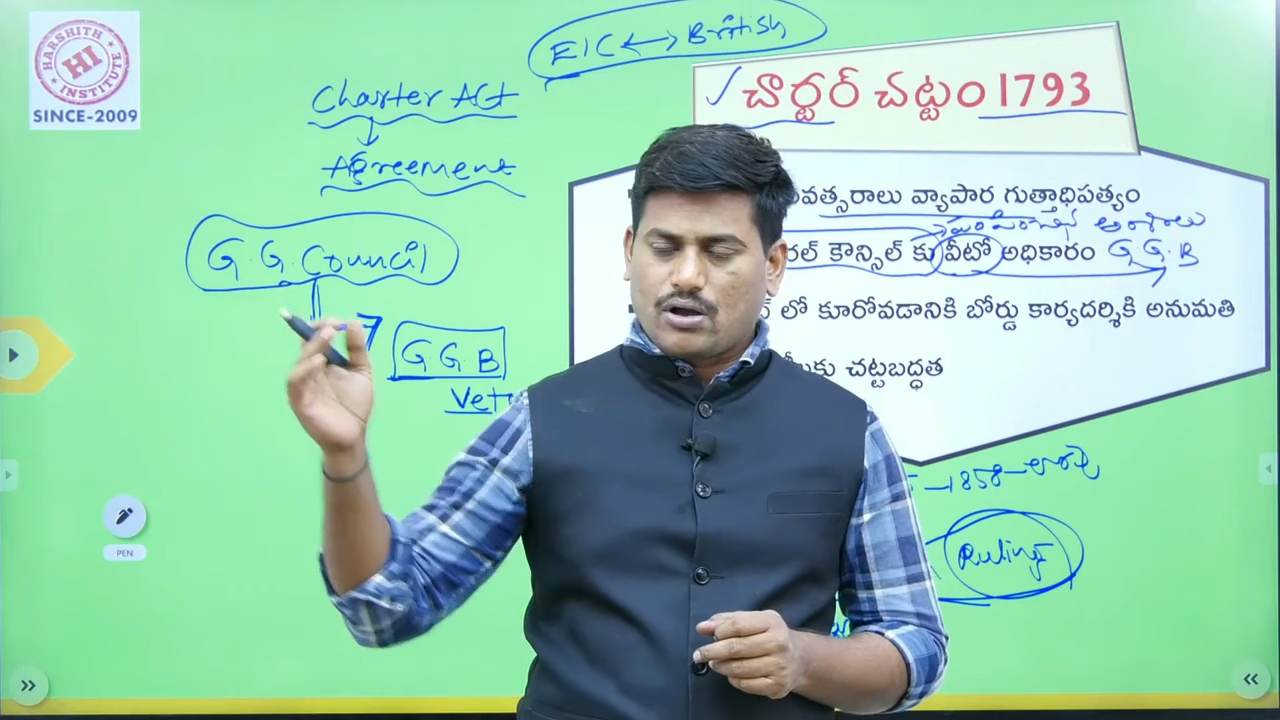 HARSHITH
HI
INSTITUTE
SINCE-2009
EIC ↔ British
Charter Act
Agreement
G.G. Council
7
G G. B
చార్టర్ చట్టం 1793
వత్సరాలు వ్యాపార గుత్తాధిపత్యం
కౌన్సిల్ కు వీటో అధికారం G G. B
లో కూరోవడానికి బోర్డు కార్యదర్శికి అనుమతి
చట్టబద్ధత
1858
Ruling
PEN